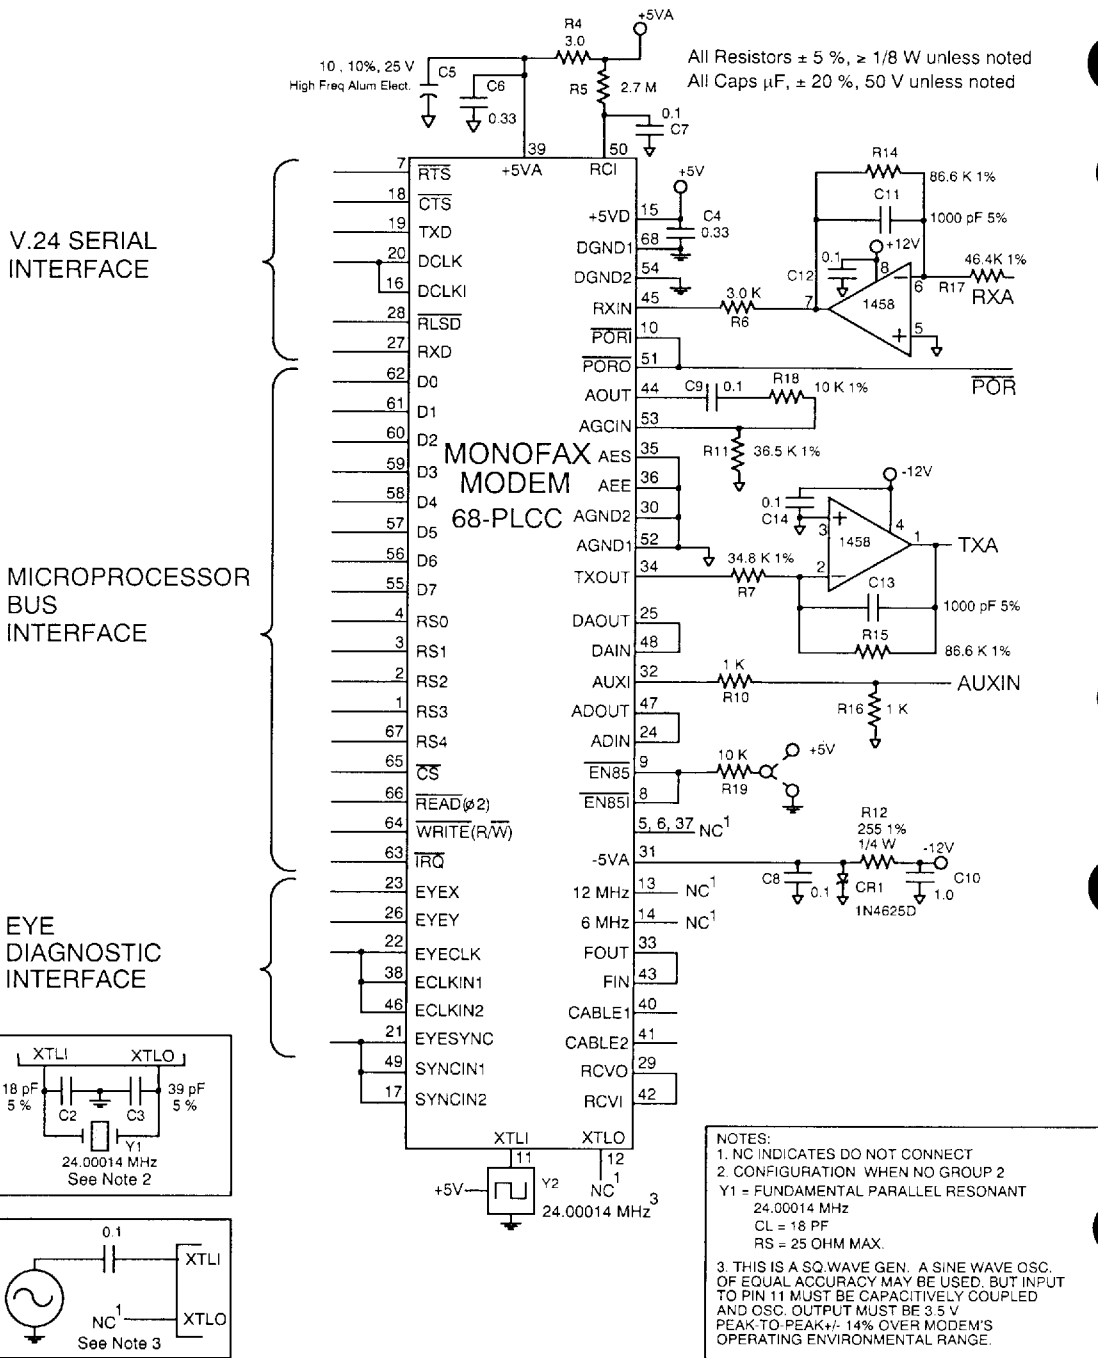 +5VA
R4
3.0
All Resistors ± 5 %, ≥ 1/8 W unless noted
All Caps µF, ± 20 %, 50 V unless noted
10 , 10%, 25 V
High Freq Alum Elect.
C5
C6
0.33
R5
2.7 M
0.1
C7
39
50
+5VA
RCI
V.24 SERIAL
INTERFACE
7 RTS
18 CTS
19 TXD
20 DCLK
16 DCLKI
28 RLSD
27 RXD
MICROPROCESSOR
BUS
INTERFACE
62 D0
61 D1
60 D2
59 D3
58 D4
57 D5
56 D6
55 D7
4 RS0
3 RS1
2 RS2
1 RS3
67 RS4
65 CS
66 READ(ø2)
64 WRITE(R/W)
63 IRQ
EYE
DIAGNOSTIC
INTERFACE
23 EYEX
26 EYEY
22 EYECLK
38 ECLKIN1
46 ECLKIN2
21 EYESYNC
49 SYNCIN1
17 SYNCIN2
MONOFAX
MODEM
68-PLCC
+5VD 15
DGND1 68
DGND2 54
RXIN 45
PORI 10
PORO 51
AOUT 44
AGCIN 53
AES 35
AEE 36
AGND2 30
AGND1 52
TXOUT 34
DAOUT 25
DAIN 48
AUXI 32
ADOUT 47
ADIN 24
EN85 9
EN85I 8
5, 6, 37 NC1
-5VA 31
12 MHz 13 NC1
6 MHz 14 NC1
FOUT 33
FIN 43
CABLE1 40
CABLE2 41
RCVO 29
RCVI 42
+5V
C4
0.33
3.0 K
R6
R14
86.6 K 1%
C11
1000 pF 5%
+12V
0.1
C12
8
7
1458
6
5
46.4K 1%
R17
RXA
POR
C9
0.1
R18
10 K 1%
R11
36.5 K 1%
-12V
0.1
C14
3
4
1458
1
2
TXA
34.8 K 1%
R7
C13
1000 pF 5%
R15
86.6 K 1%
1 K
R10
AUXIN
R16
1 K
10 K
R19
+5V
R12
255 1%
1/4 W
-12V
C8
0.1
CR1
1N4625D
C10
1.0
XTLI
XTLO
11
12
+5V
Y2
NC1
24.00014 MHz3
XTLI
XTLO
18 pF
5 %
C2
C3
39 pF
5 %
Y1
24.00014 MHz
See Note 2
0.1
XTLI
NC1
XTLO
See Note 3
NOTES:
1. NC INDICATES DO NOT CONNECT
2. CONFIGURATION WHEN NO GROUP 2
Y1 = FUNDAMENTAL PARALLEL RESONANT
24.00014 MHz
CL = 18 PF
RS = 25 OHM MAX.
3. THIS IS A SQ.WAVE GEN. A SINE WAVE OSC.
OF EQUAL ACCURACY MAY BE USED, BUT INPUT
TO PIN 11 MUST BE CAPACITIVELY COUPLED
AND OSC. OUTPUT MUST BE 3.5 V
PEAK-TO-PEAK+/- 14% OVER MODEM'S
OPERATING ENVIRONMENTAL RANGE.